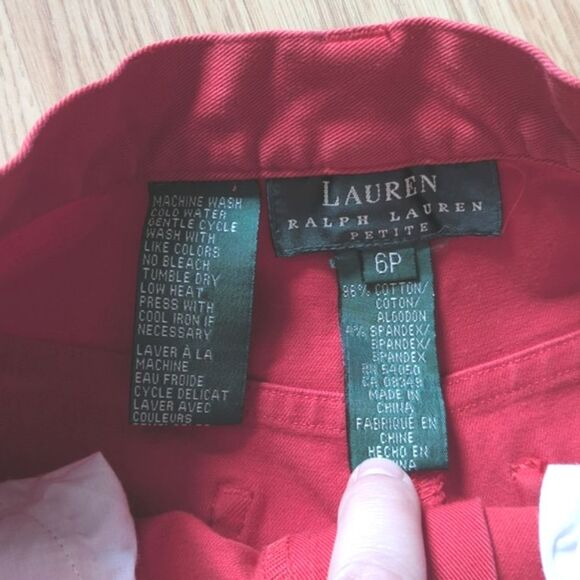 MACHINE WASH
COLD WATER
GENTLE CYCLE
WASH WITH
LIKE COLORS
NO BLEACH
TUMBLE DRY
LOW HEAT
PRESS WITH
COOL IRON IF
NECESSARY
LAVER À LA
MACHINE
EAU FROIDE
CYCLE DELICAT
LAVER AVEC
COULEURS
LAUREN
RALPH LAUREN
PETITE
6P
96% COTTON/
COTON/
ALGODON
4% SPANDEX/
SPANDEX/
SPANDEX
RN 54050
CA 08349
MADE IN
CHINA
FABRIQUÉ EN
CHINE
HECHO EN